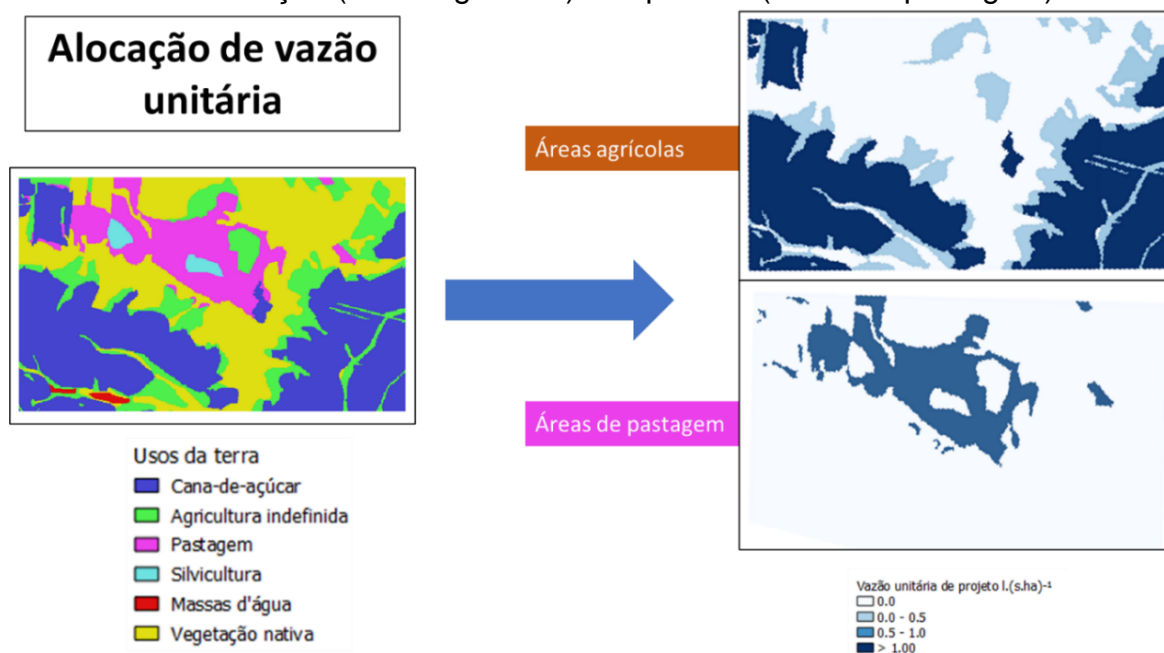 Alocação de vazão
unitária
Áreas agrícolas
Áreas de pastagem
Usos da terra
Cana-de-açúcar
Agricultura indefinida
Pastagem
Silvicultura
Massas d'água
Vegetação nativa
Vazão unitária de projeto l.(s.ha)⁻¹
0.0
0.0 - 0.5
0.5 - 1.0
> 1.00